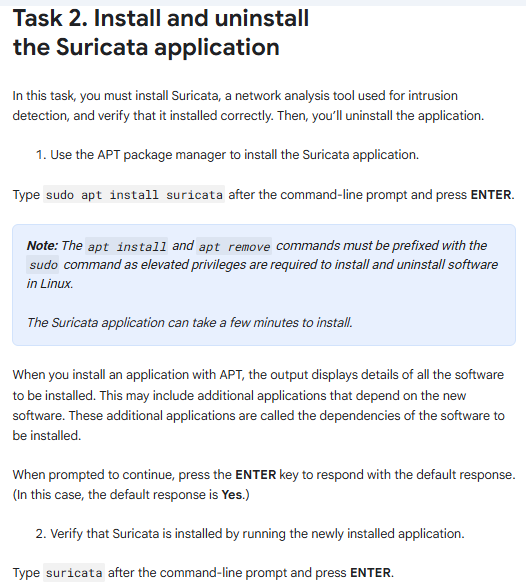 Task 2. Install and uninstall
the Suricata application
In this task, you must install Suricata, a network analysis tool used for intrusion
detection, and verify that it installed correctly. Then, you’ll uninstall the application.
1. Use the APT package manager to install the Suricata application.
Type sudo apt install suricata after the command-line prompt and press ENTER.
Note: The apt install and apt remove commands must be prefixed with the
sudo command as elevated privileges are required to install and uninstall software
in Linux.
The Suricata application can take a few minutes to install.
When you install an application with APT, the output displays details of all the software
to be installed. This may include additional applications that depend on the new
software. These additional applications are called the dependencies of the software to
be installed.
When prompted to continue, press the ENTER key to respond with the default response.
(In this case, the default response is Yes.)
2. Verify that Suricata is installed by running the newly installed application.
Type suricata after the command-line prompt and press ENTER.